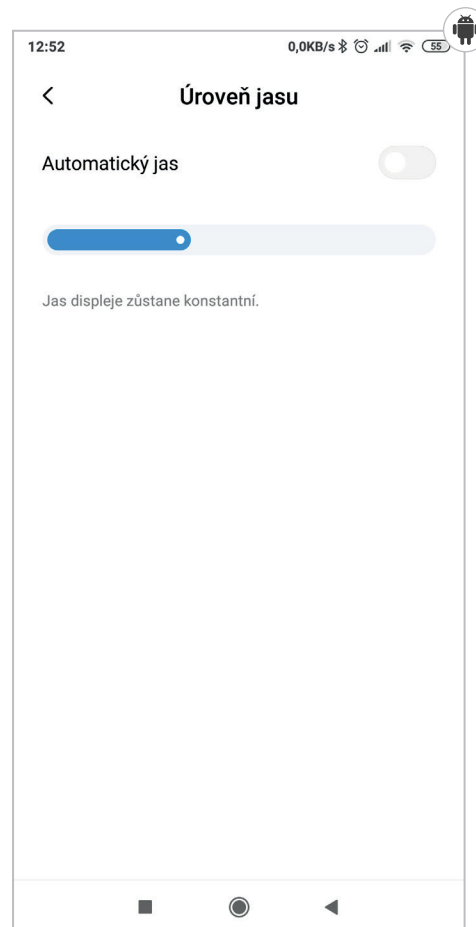 12:52 0,0KB/s 55
Úroveň jasu
Automatický jas
Jas displeje zůstane konstantní.